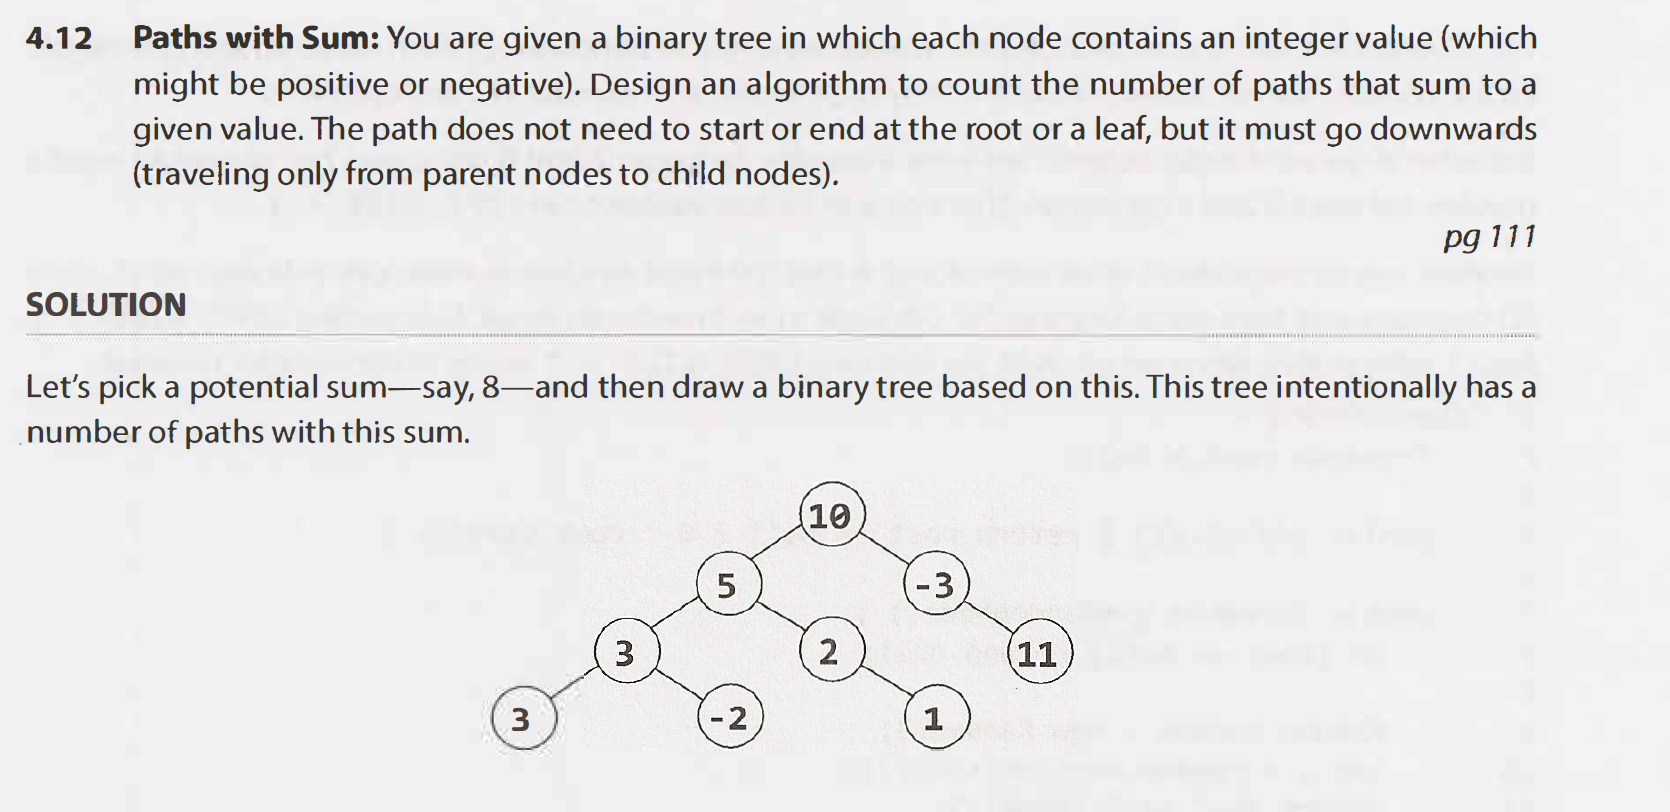 4.12 Paths with Sum: You are given a binary tree in which each node contains an integer value (which
might be positive or negative). Design an algorithm to count the number of paths that sum to a
given value. The path does not need to start or end at the root or a leaf, but it must go downwards
(traveling only from parent nodes to child nodes).
pg 111
SOLUTION
Let's pick a potential sum—say, 8—and then draw a binary tree based on this. This tree intentionally has a
number of paths with this sum.
10
5 -3
3 2 11
3 -2 1